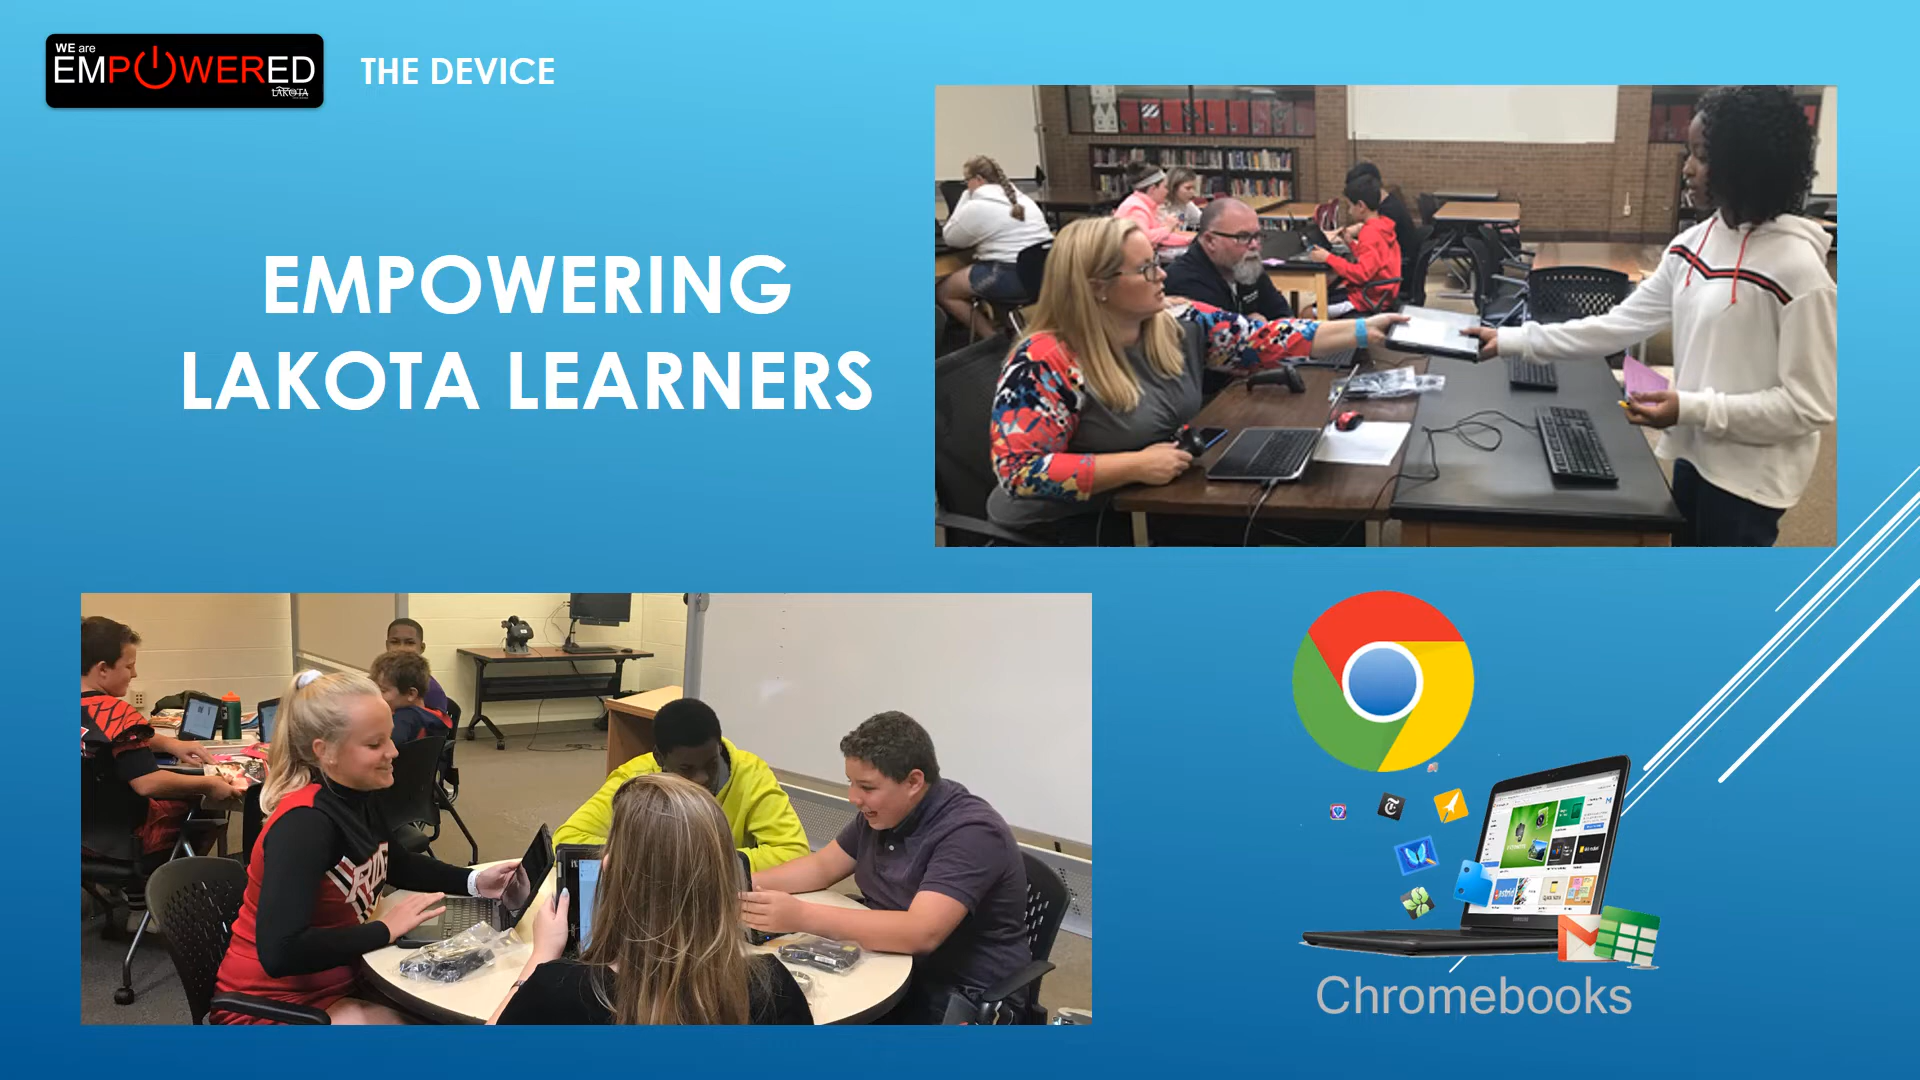 WE are
EMPOWERED
LAKOTA
THE DEVICE
EMPOWERING
LAKOTA LEARNERS
Chromebooks